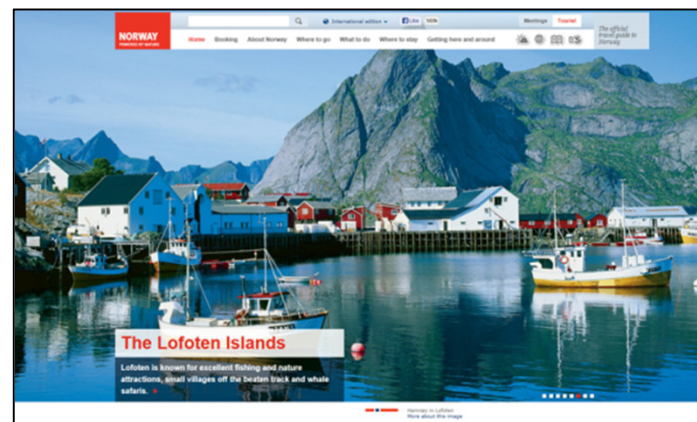 NORWAY
POWERED BY NATURE
International edition
Like
Meetings
Tourist
The official
travel guide to
Norway
Home
Booking
About Norway
Where to go
What to do
Where to stay
Getting here and around
The Lofoten Islands
Lofoten is known for excellent fishing and nature
attractions, small villages off the beaten track and whale
safaris.
in Lofoten
More about this image